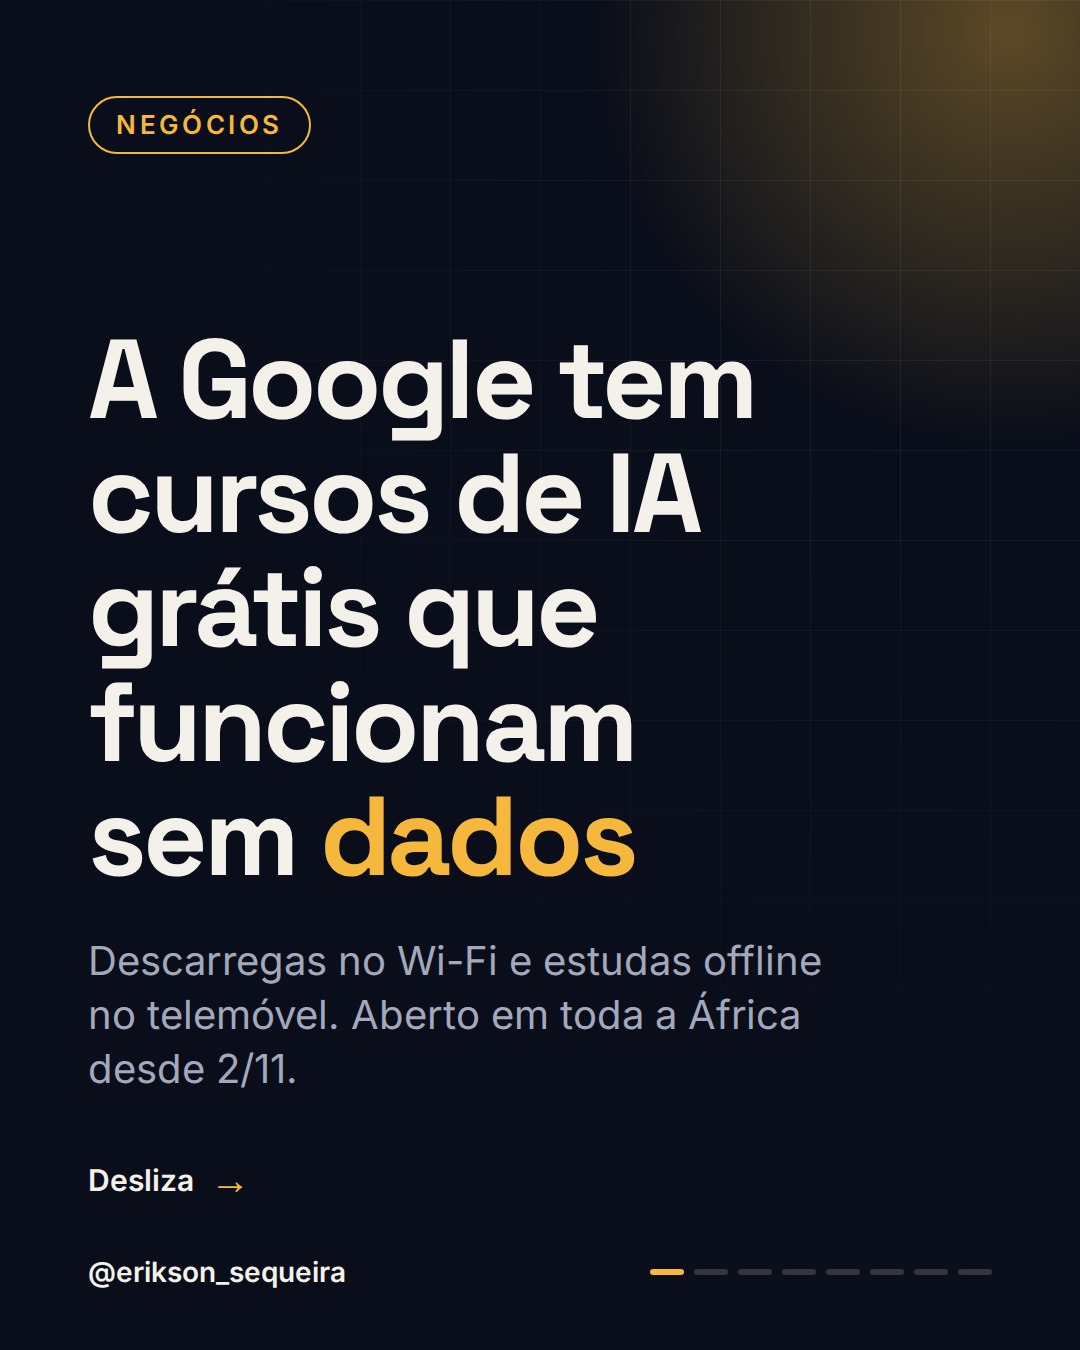 NEGÓCIOS
A Google tem
cursos de IA
grátis que
funcionam
sem dados
Descarregas no Wi-Fi e estudas offline
no telemóvel. Aberto em toda a África
desde 2/11.
Desliza →
@erikson_sequeira